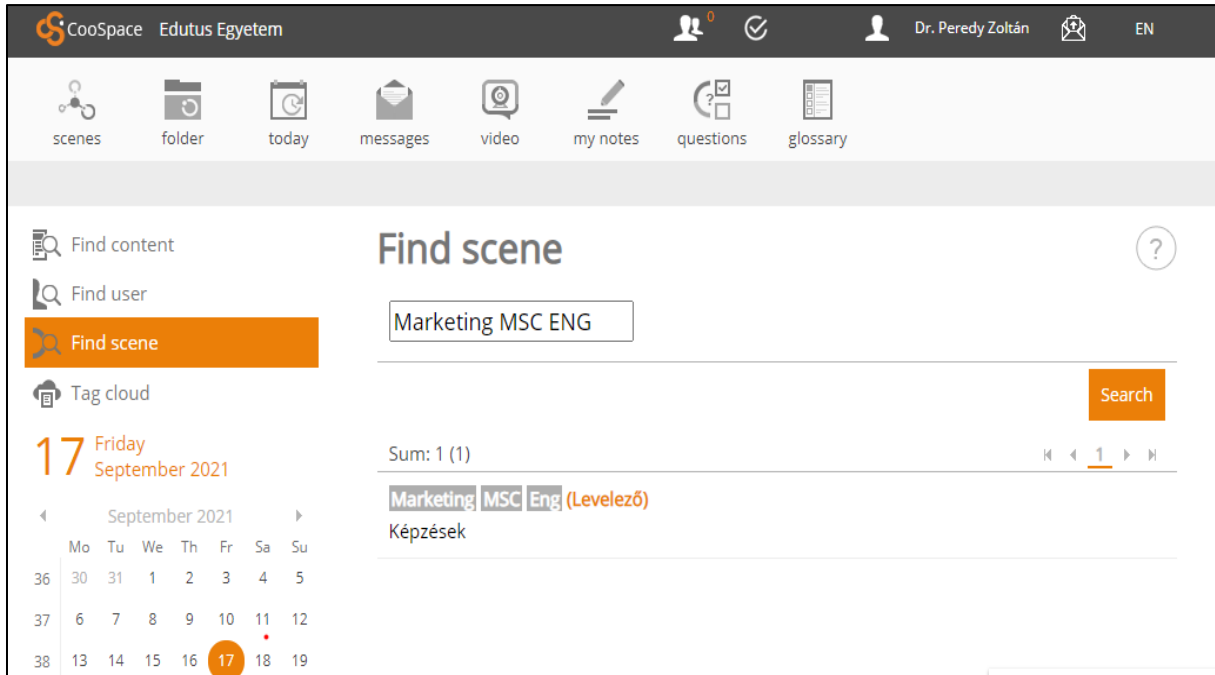 CooSpace Edutus Egyetem 0 Dr. Peredy Zoltán EN
scenes folder today messages video my notes questions glossary
Find content
Find user
Find scene
Tag cloud
17 Friday
September 2021
September 2021
Mo Tu We Th Fr Sa Su
36 30 31 1 2 3 4 5
37 6 7 8 9 10 11 12
38 13 14 15 16 17 18 19
Find scene
?
Marketing MSC ENG
Search
Sum: 1 (1) 1
Marketing MSC Eng (Levelező)
Képzések